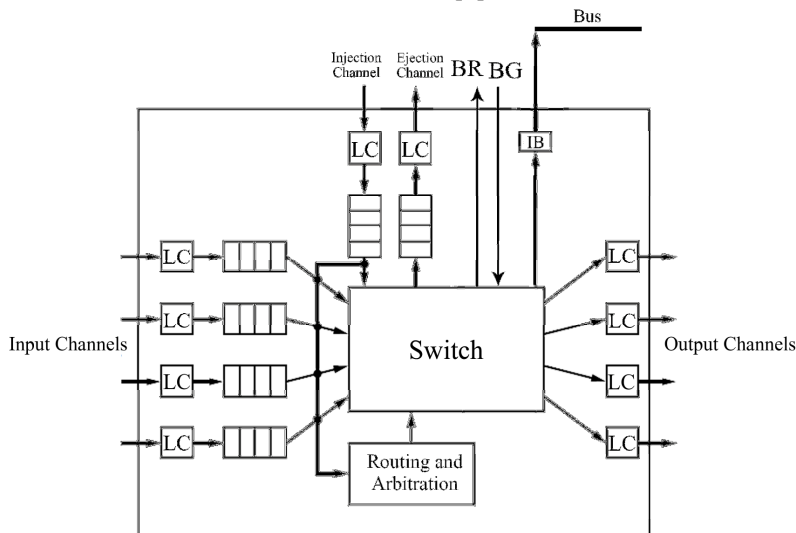 Bus
Injection
Channel
Ejection
Channel
BR
BG
IB
LC
LC
LC
LC
LC
LC
Input Channels
Switch
Output Channels
LC
LC
LC
LC
Routing and
Arbitration